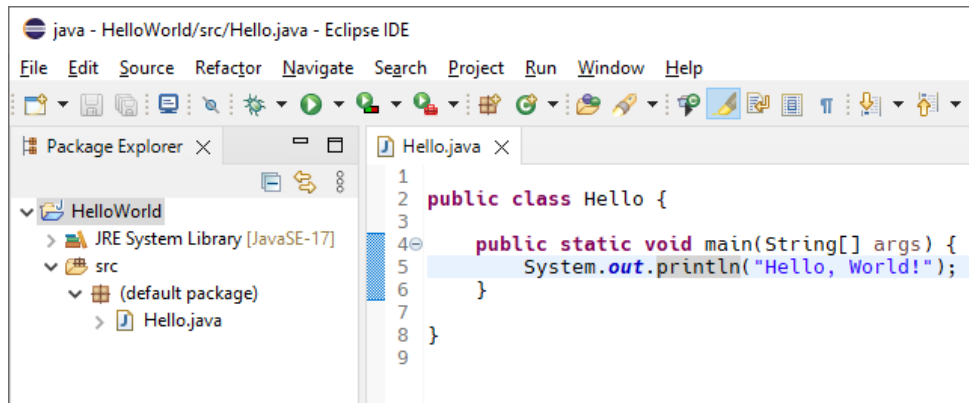 java - HelloWorld/src/Hello.java - Eclipse IDE
File Edit Source Refactor Navigate Search Project Run Window Help
Package Explorer
HelloWorld
JRE System Library [JavaSE-17]
src
(default package)
Hello.java
Hello.java
1
2 public class Hello {
3
4     public static void main(String[] args) {
5         System.out.println("Hello, World!");
6     }
7
8 }
9